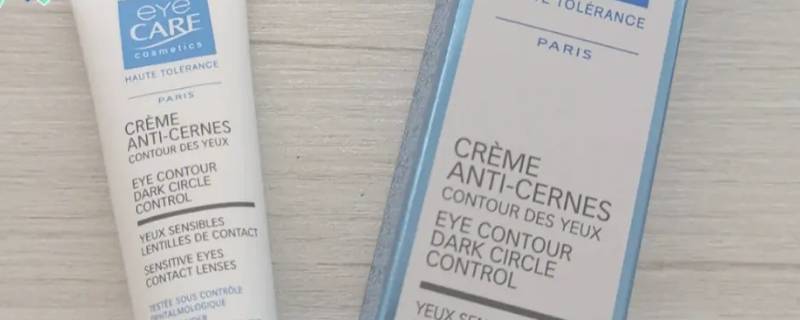 eye
CARE
cosmetics
HAUTE TOLÉRANCE
PARIS
CRÈME
ANTI-CERNES
CONTOUR DES YEUX
EYE CONTOUR
DARK CIRCLE
CONTROL
YEUX SENSIBLES
LENTILLES DE CONTACT
SENSITIVE EYES
CONTACT LENSES
TESTÉE SOUS CONTRÔLE
OPHTALMOLOGIQUE
HAUTE TOLÉRANCE
PARIS
CRÈME
ANTI-CERNES
CONTOUR DES YEUX
EYE CONTOUR
DARK CIRCLE
CONTROL
YEUX